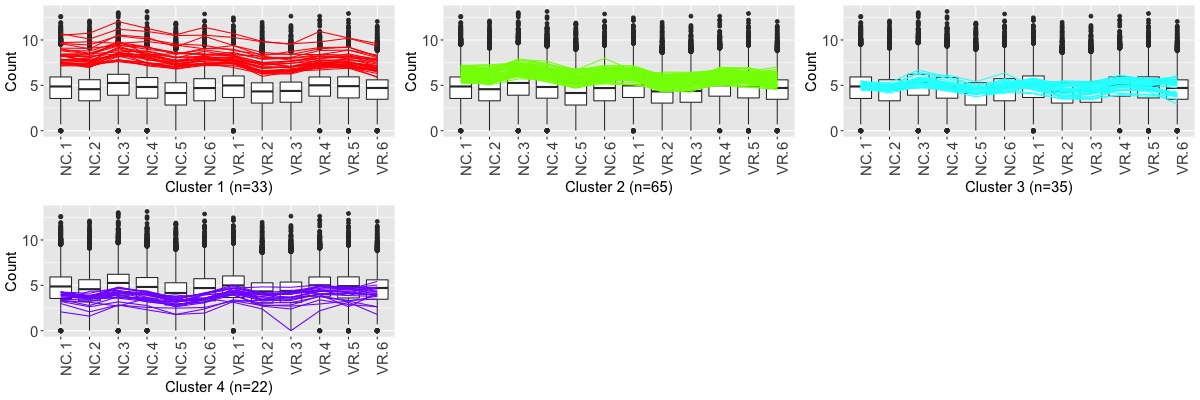 Count
10
5
0
NC.1 NC.2 NC.3 NC.4 NC.5 NC.6 VR.1 VR.2 VR.3 VR.4 VR.5 VR.6
Cluster 1 (n=33)
Count
10
5
0
NC.1 NC.2 NC.3 NC.4 NC.5 NC.6 VR.1 VR.2 VR.3 VR.4 VR.5 VR.6
Cluster 2 (n=65)
Count
10
5
0
NC.1 NC.2 NC.3 NC.4 NC.5 NC.6 VR.1 VR.2 VR.3 VR.4 VR.5 VR.6
Cluster 3 (n=35)
Count
10
5
0
NC.1 NC.2 NC.3 NC.4 NC.5 NC.6 VR.1 VR.2 VR.3 VR.4 VR.5 VR.6
Cluster 4 (n=22)